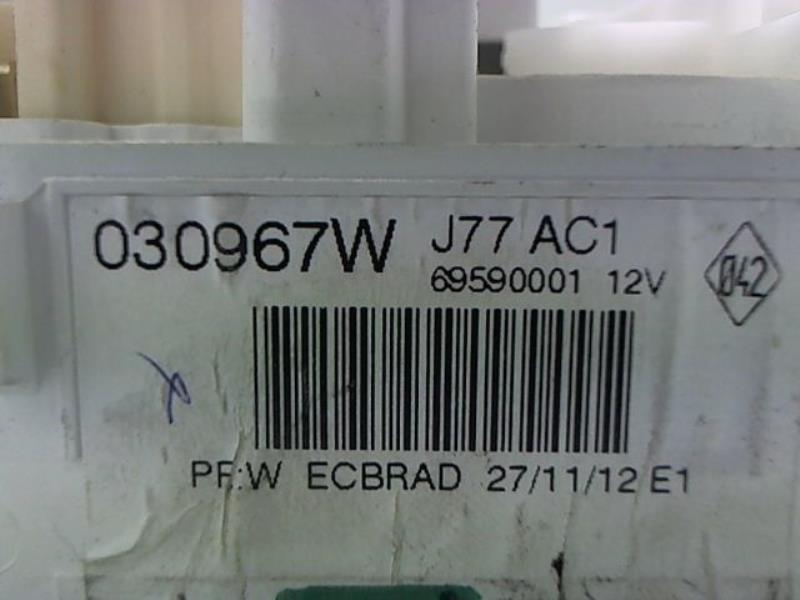 030967W J77 AC1
69590001 12V
042
PF:W ECBRAD 27/11/12 E1